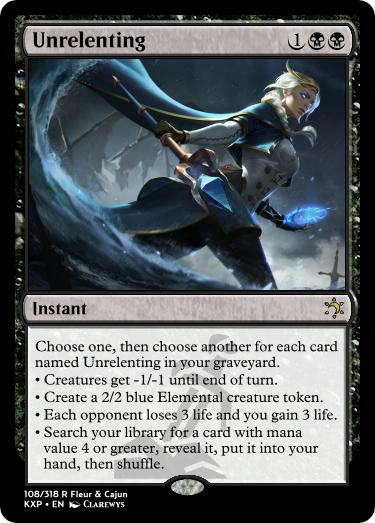 Unrelenting 1
Instant
Choose one, then choose another for each card
named Unrelenting in your graveyard.
• Creatures get -1/-1 until end of turn.
• Create a 2/2 blue Elemental creature token.
• Each opponent loses 3 life and you gain 3 life.
• Search your library for a card with mana
value 4 or greater, reveal it, put it into your
hand, then shuffle.
108/318 R Fleur & Cajun
KXP • EN Clarewys